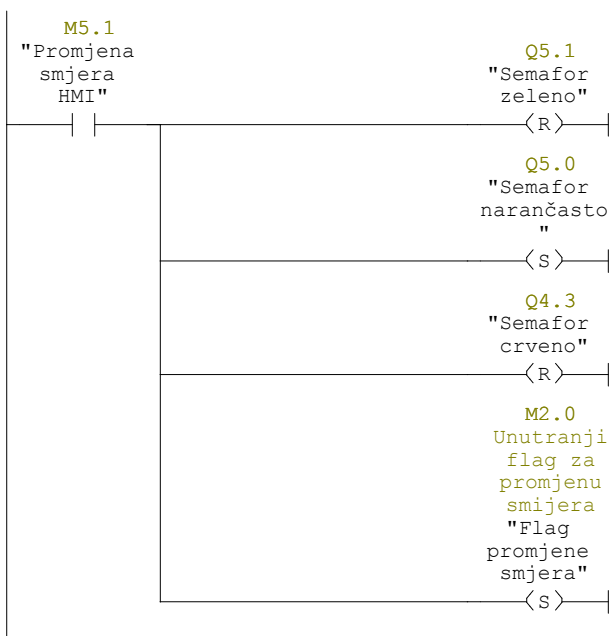 M5.1
"Promjena
smjera
HMI"
Q5.1
"Semafor
zeleno"
R
Q5.0
"Semafor
narančasto
"
S
Q4.3
"Semafor
crveno"
R
M2.0
Unutranji
flag za
promjenu
smijera
"Flag
promjene
smjera"
S